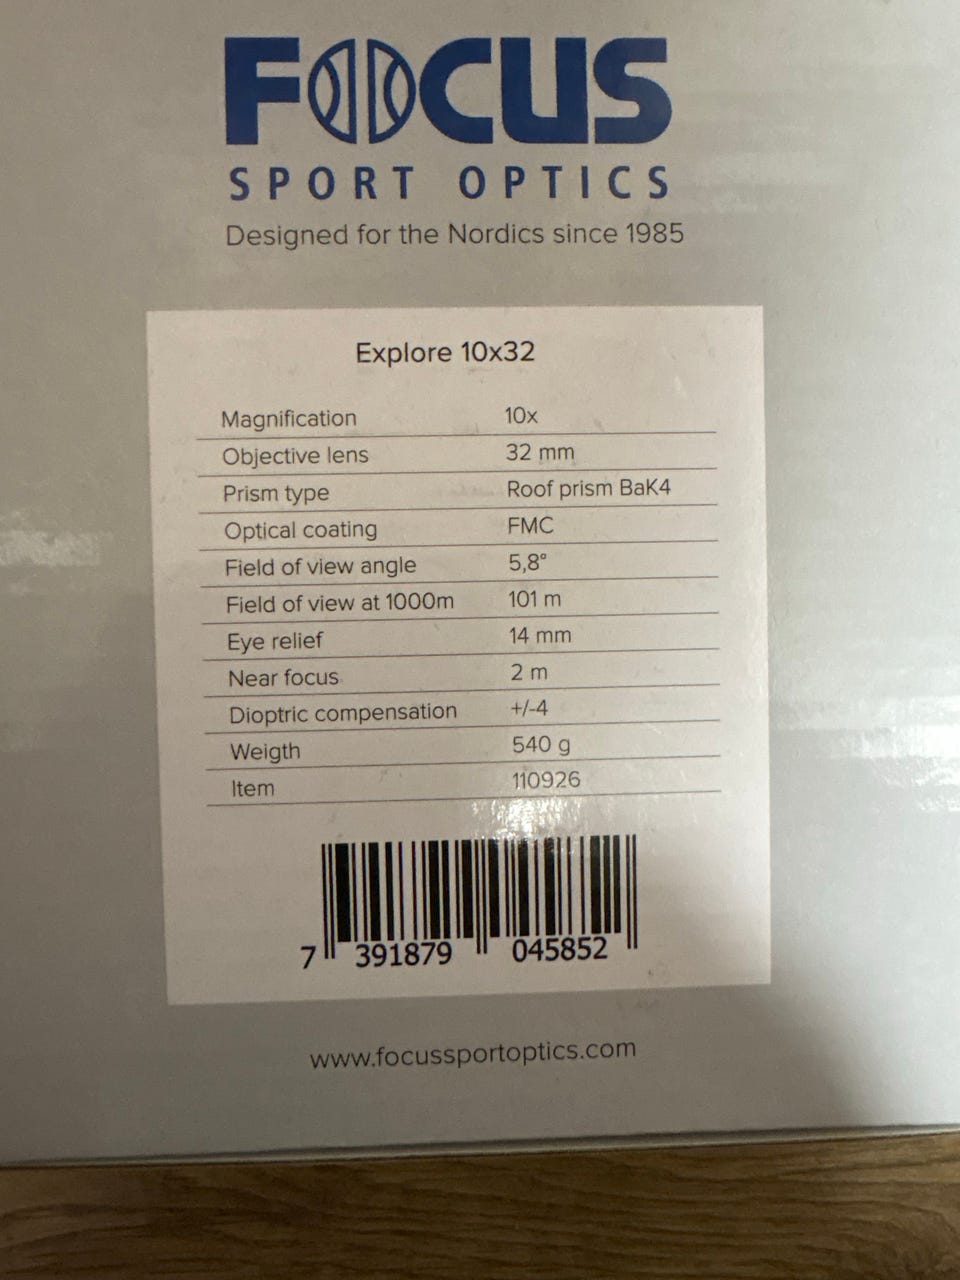 FOCUS
SPORT OPTICS
Designed for the Nordics since 1985
Explore 10x32
Magnification 10x
Objective lens 32 mm
Prism type Roof prism BaK4
Optical coating FMC
Field of view angle 5,8°
Field of view at 1000m 101 m
Eye relief 14 mm
Near focus 2 m
Dioptric compensation +/-4
Weigth 540 g
Item 110926
7 391879 045852
www.focussportoptics.com